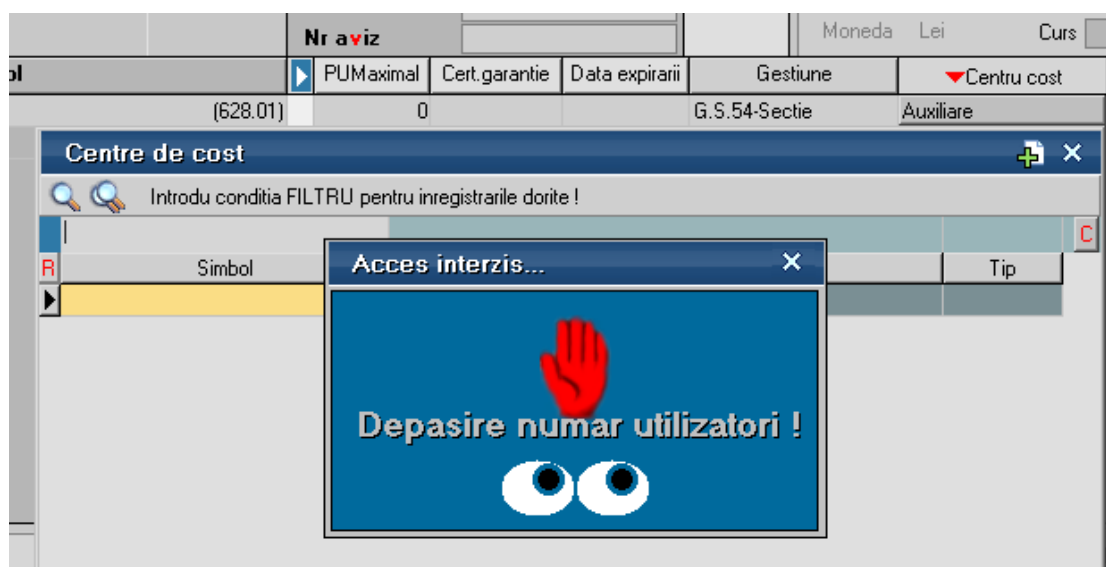 Moneda Lei Curs
Nr aviz
ol PUMaximal Cert.garantie Data expirarii Gestiune Centru cost
(628.01) 0 G.S.54-Sectie Auxiliare
Centre de cost
Introdu conditia FILTRU pentru inregistrarile dorite !
C
R Simbol Tip
Acces interzis...
Depasire numar utilizatori !